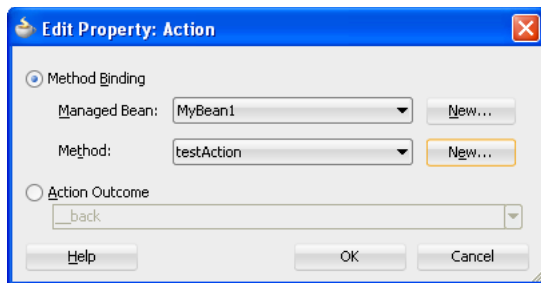 Edit Property: Action
Method Binding
Managed Bean: MyBean1 New...
Method: testAction New...
Action Outcome
__back
Help OK Cancel